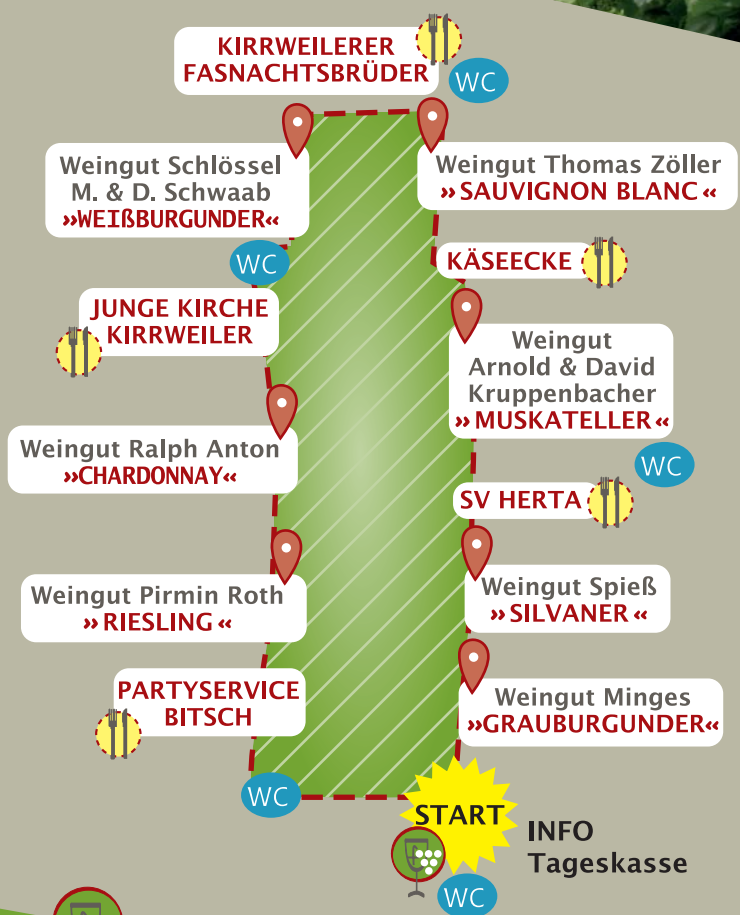 KIRRWEILERER
FASNACHTSBRÜDER
WC
Weingut Schlössel
M. & D. Schwaab
»WEIßBURGUNDER«
Weingut Thomas Zöller
» SAUVIGNON BLANC «
WC
KÄSEECKE
JUNGE KIRCHE
KIRRWEILER
Weingut
Arnold & David
Kruppenbacher
» MUSKATELLER «
Weingut Ralph Anton
»CHARDONNAY«
WC
SV HERTA
Weingut Pirmin Roth
» RIESLING «
Weingut Spieß
» SILVANER «
PARTYSERVICE
BITSCH
Weingut Minges
»GRAUBURGUNDER«
WC
START
INFO
Tageskasse
WC